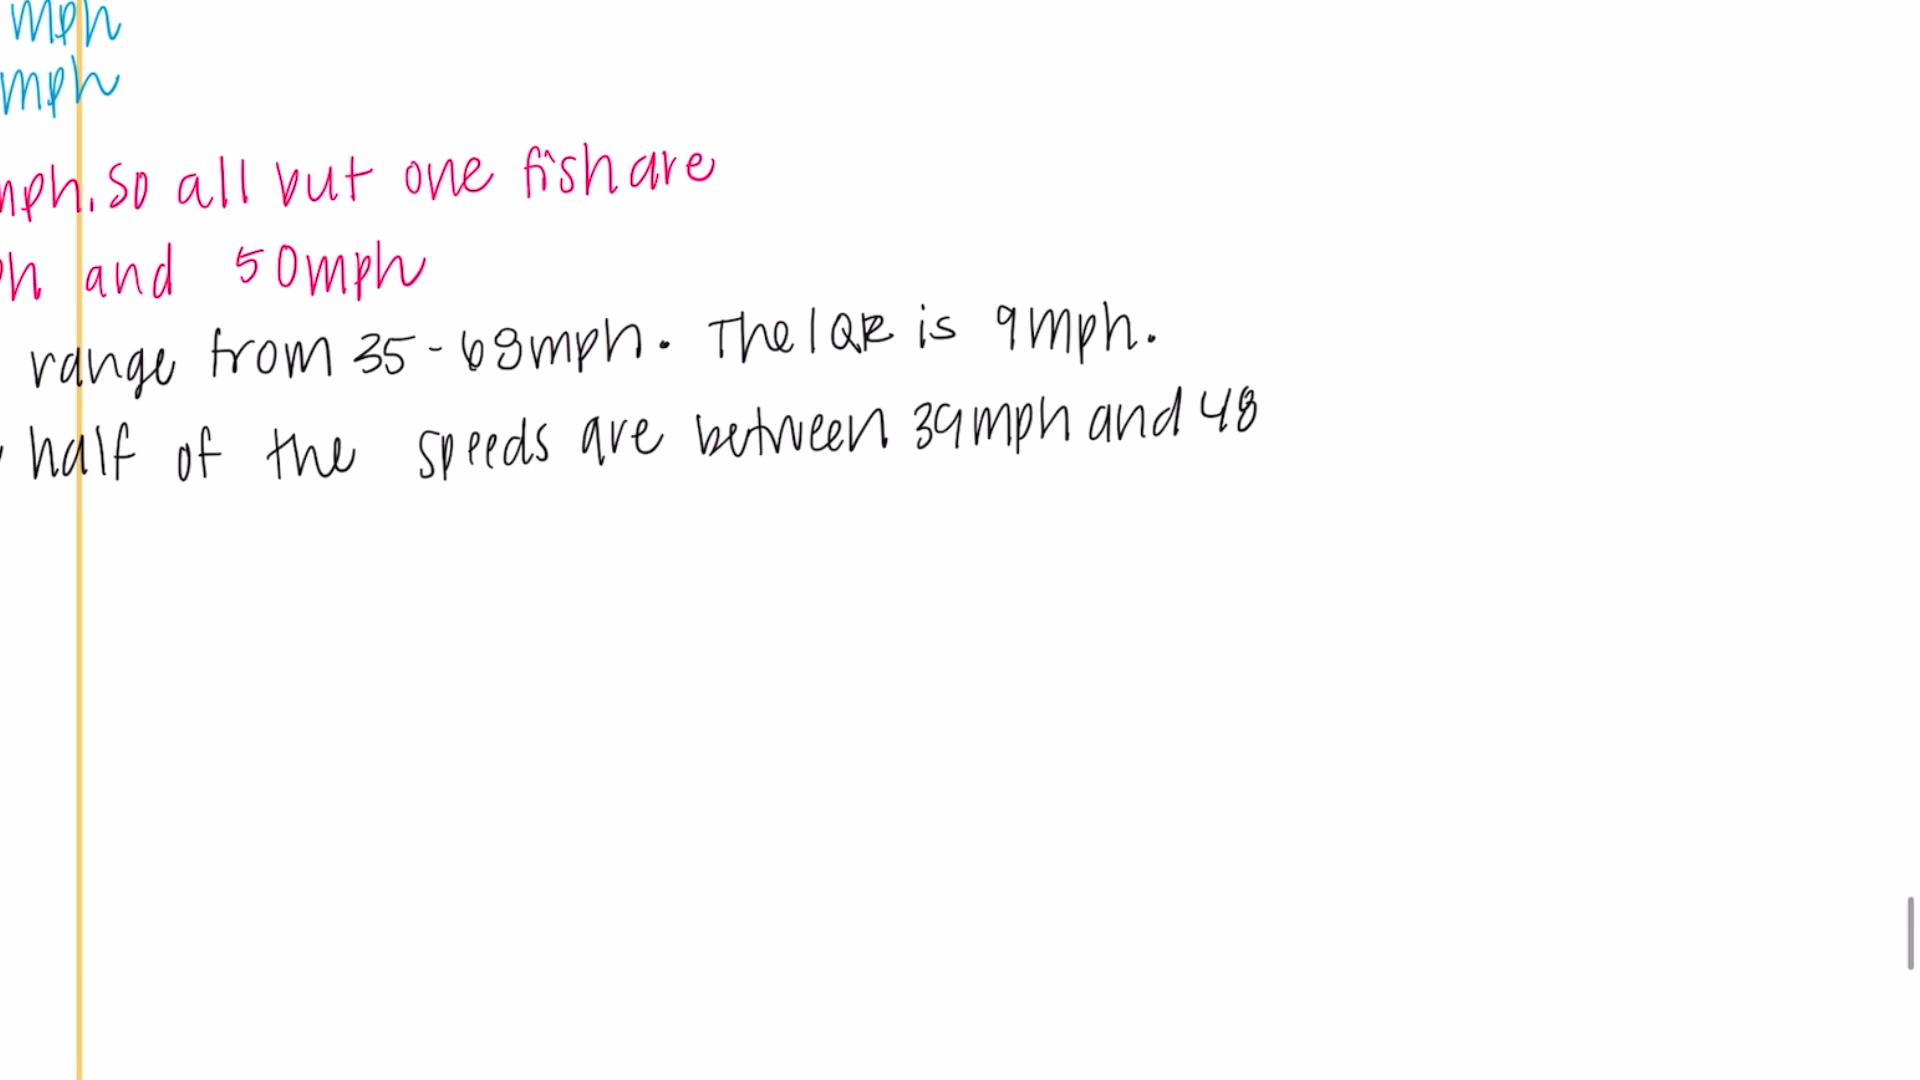 mph
mph
mph. So all but one fish are
and 50mph
range from 35-68mph. The IQR is 9mph.
half of the speeds are between 39mph and 48